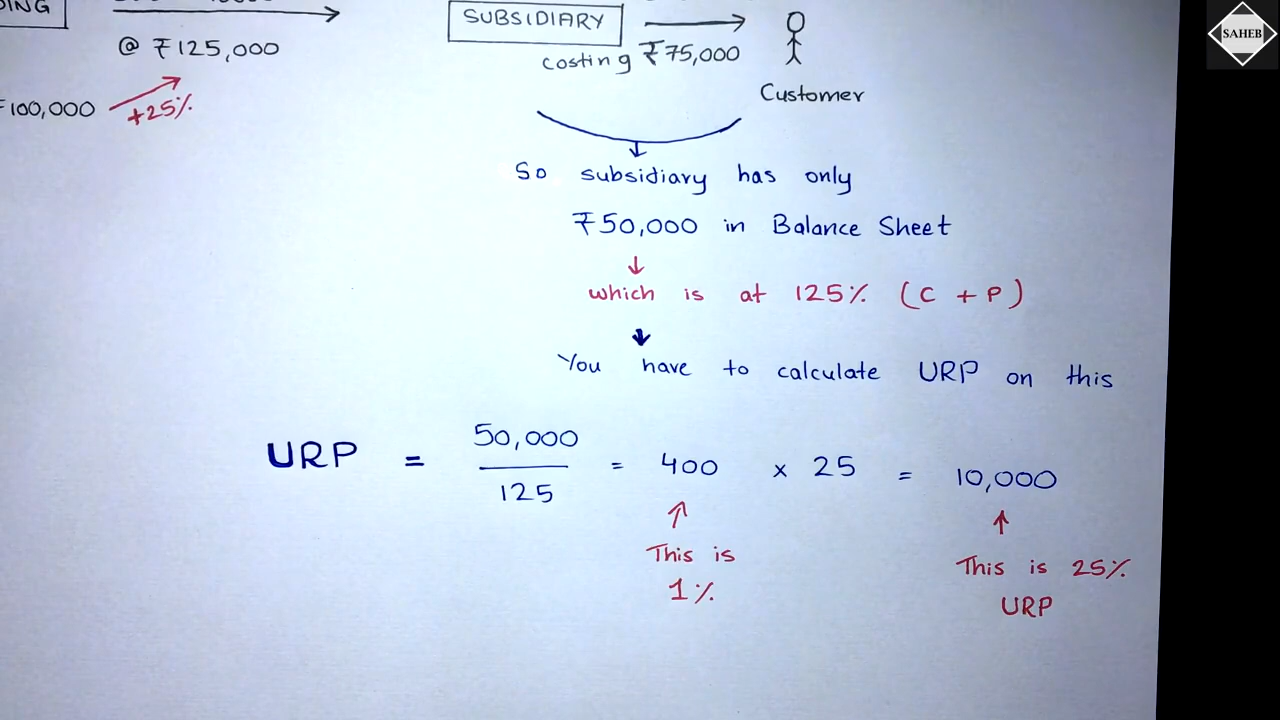 SUBSIDIARY
@ ₹125,000
costing ₹75,000
₹100,000
+25%
Customer
So subsidiary has only
₹50,000 in Balance Sheet
which is at 125% (C + P)
You have to calculate URP on this
URP = 50,000 / 125 = 400 x 25 = 10,000
This is
1%
This is 25%
URP
SAHEB